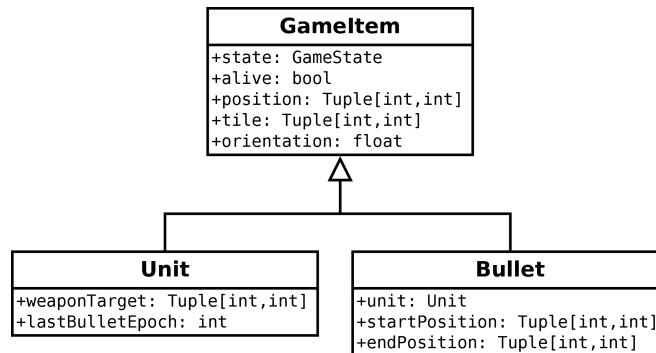 GameItem
+state: GameState
+alive: bool
+position: Tuple[int,int]
+tile: Tuple[int,int]
+orientation: float
Unit
+weaponTarget: Tuple[int,int]
+lastBulletEpoch: int
Bullet
+unit: Unit
+startPosition: Tuple[int,int]
+endPosition: Tuple[int,int]